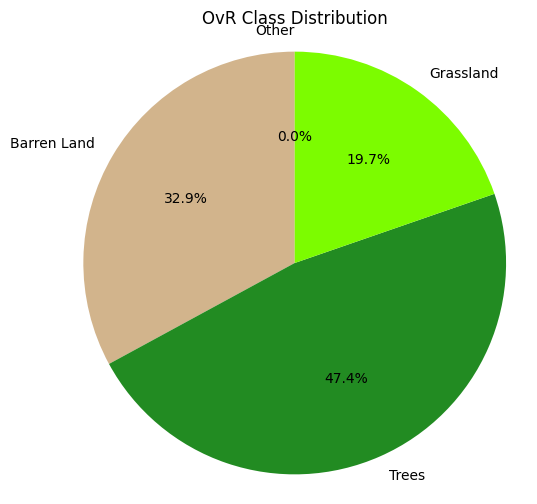 OvR Class Distribution
Other
Grassland
Barren Land
0.0%
19.7%
32.9%
47.4%
Trees